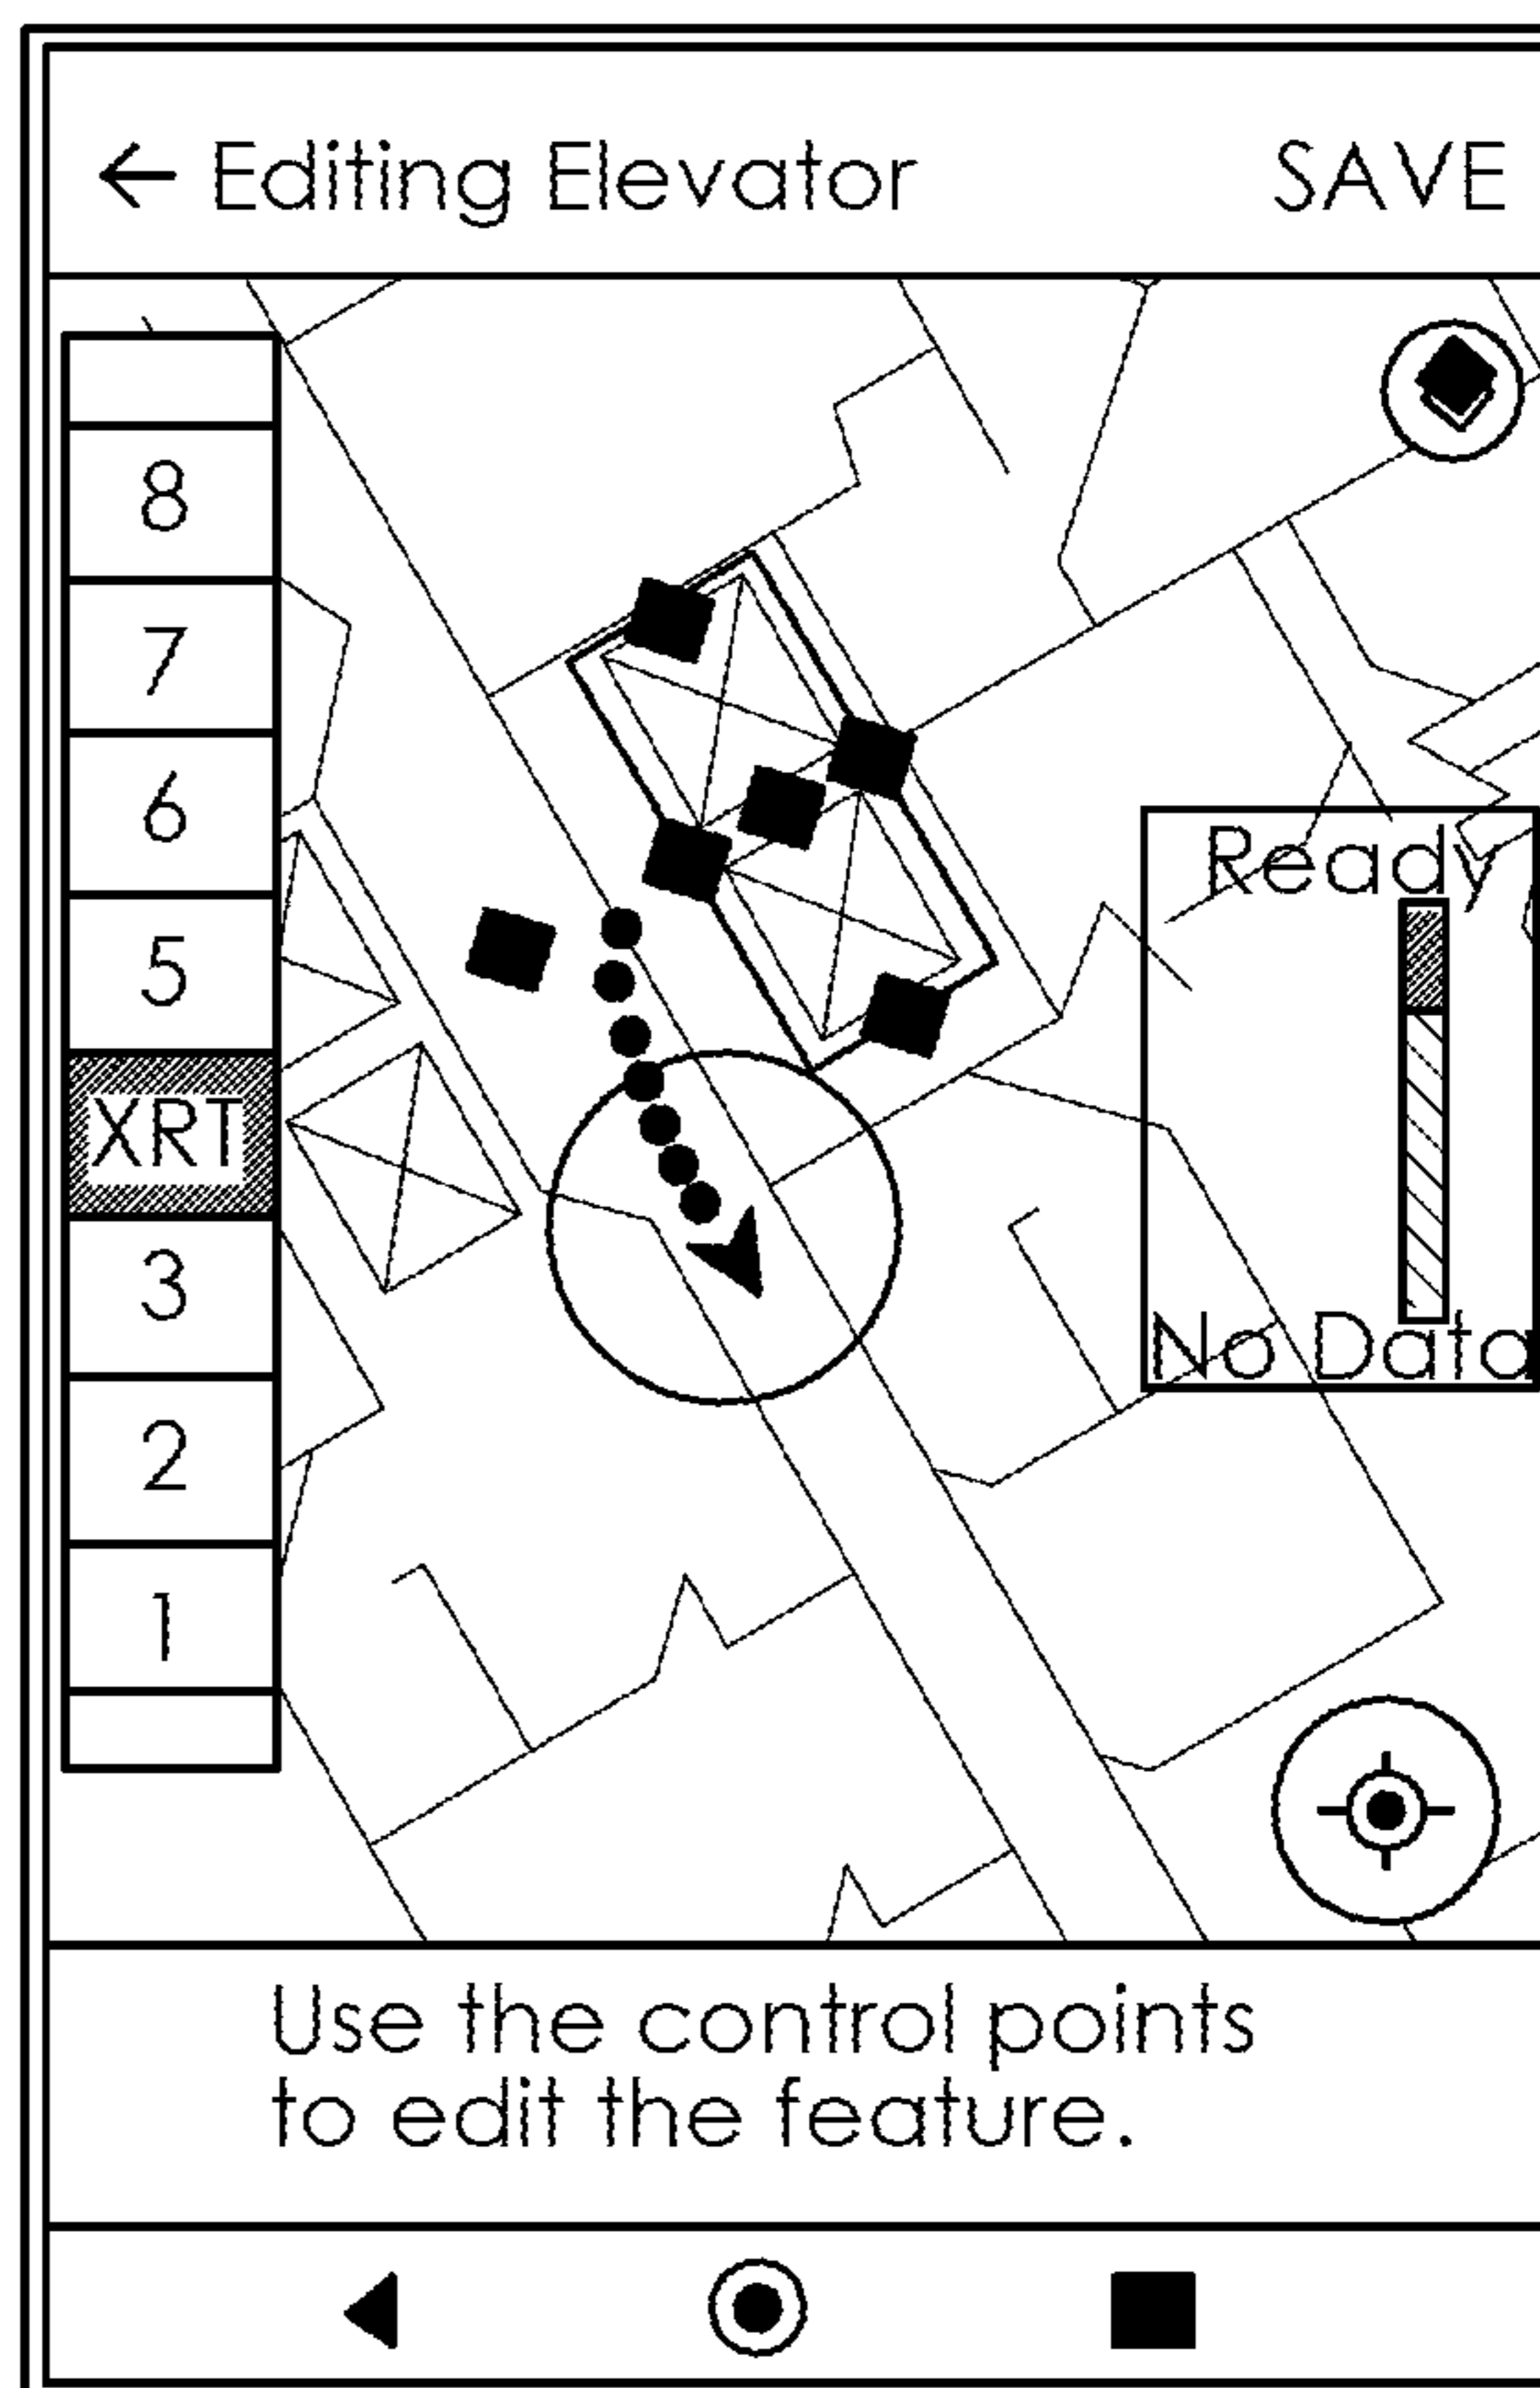 ← Editing Elevator SAVE
8
7
6
5
XRT
3
2
1
Ready
No Data
Use the control points
to edit the feature.